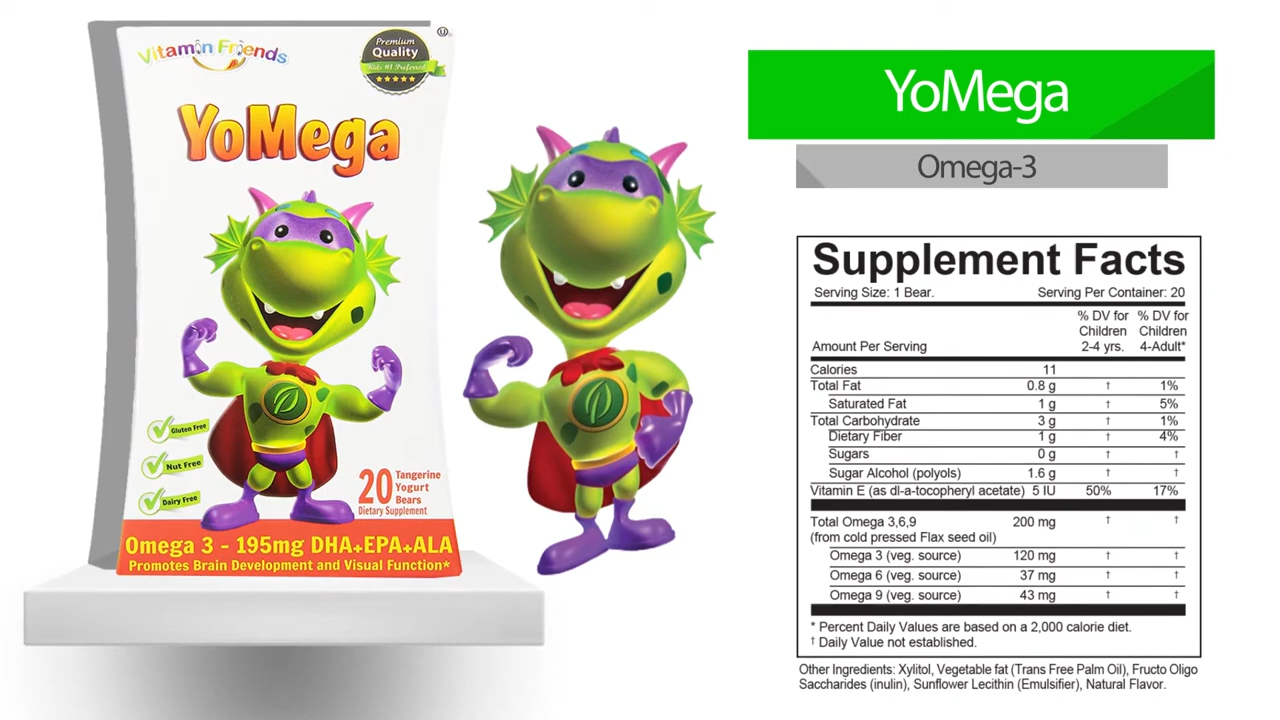 Vitamin Friends
Premium
Quality
Kids #1 Preferred
YoMega
Gluten Free
Nut Free
Dairy Free
20 Tangerine
Yogurt
Bears
Dietary Supplement
Omega 3 - 195mg DHA+EPA+ALA
Promotes Brain Development and Visual Function*
YoMega
Omega-3
Supplement Facts
Serving Size: 1 Bear. Serving Per Container: 20
% DV for % DV for
Children Children
Amount Per Serving 2-4 yrs. 4-Adult*
Calories 11
Total Fat 0.8 g † 1%
Saturated Fat 1 g † 5%
Total Carbohydrate 3 g † 1%
Dietary Fiber 1 g † 4%
Sugars 0 g † †
Sugar Alcohol (polyols) 1.6 g † †
Vitamin E (as dl-a-tocopheryl acetate) 5 IU 50% 17%
Total Omega 3,6,9 200 mg † †
(from cold pressed Flax seed oil)
Omega 3 (veg. source) 120 mg † †
Omega 6 (veg. source) 37 mg † †
Omega 9 (veg. source) 43 mg † †
* Percent Daily Values are based on a 2,000 calorie diet.
† Daily Value not established.
Other Ingredients: Xylitol, Vegetable fat (Trans Free Palm Oil), Fructo Oligo
Saccharides (inulin), Sunflower Lecithin (Emulsifier), Natural Flavor.